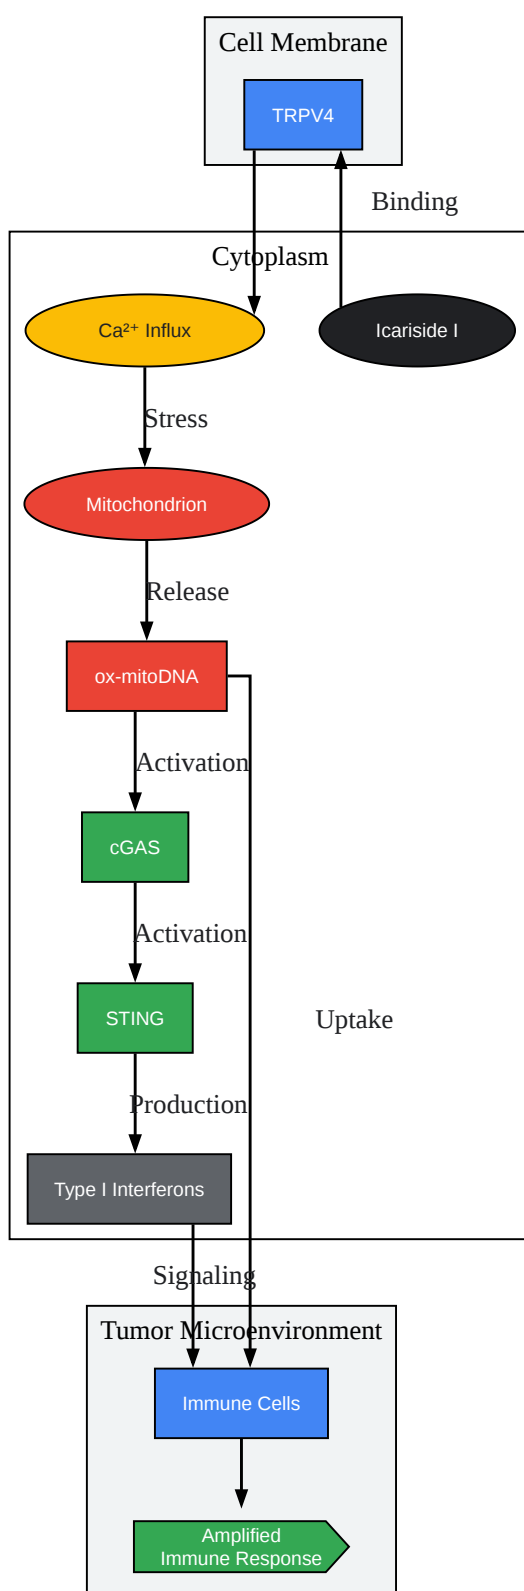 Cell Membrane
TRPV4
Binding
Cytoplasm
Ca²⁺ Influx
Icariside I
Stress
Mitochondrion
Release
ox-mitoDNA
Activation
cGAS
Activation
STING
Uptake
Production
Type I Interferons
Signaling
Tumor Microenvironment
Immune Cells
Amplified
Immune Response